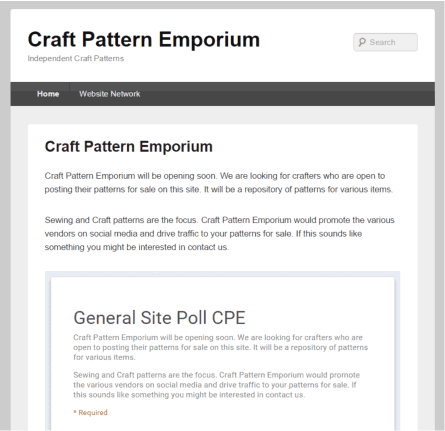 Craft Pattern Emporium
Independent Craft Patterns
Search
Home Website Network
Craft Pattern Emporium
Craft Pattern Emporium will be opening soon. We are looking for crafters who are open to
posting their patterns for sale on this site. It will be a repository of patterns for various items.
Sewing and Craft patterns are the focus. Craft Pattern Emporium would promote the various
vendors on social media and drive traffic to your patterns for sale. If this sounds like
something you might be interested in contact us.
General Site Poll CPE
Craft Pattern Emporium will be opening soon. We are looking for crafters who are
open to posting their patterns for sale on this site. It will be a repository of patterns
for various items.
Sewing and Craft patterns are the focus. Craft Pattern Emporium would promote
the various vendors on social media and drive traffic to your patterns for sale. If
this sounds like something you might be interested in contact us.
* Required